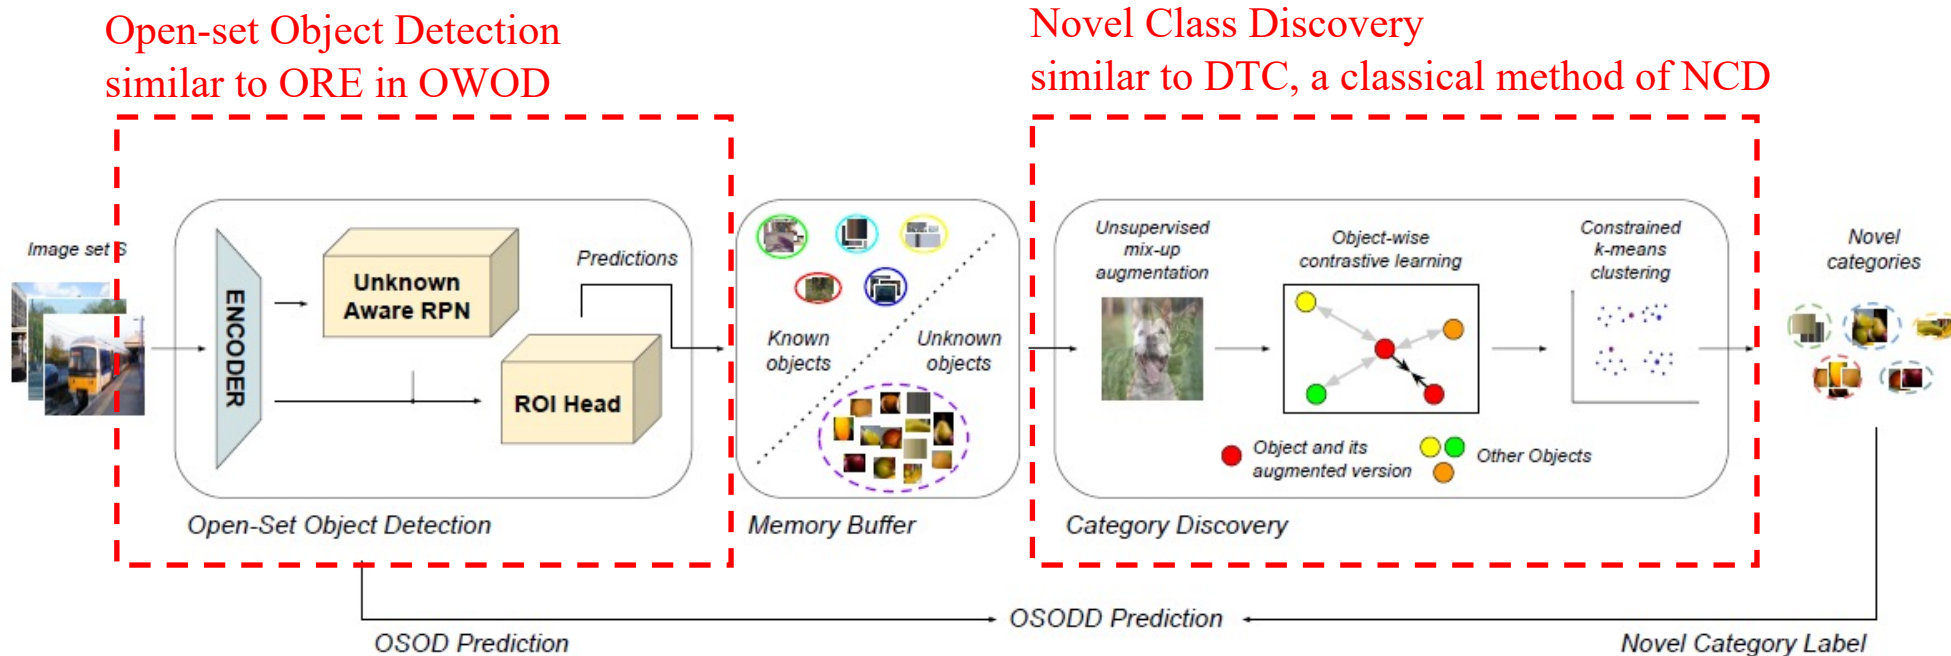 Open-set Object Detection
similar to ORE in OWOD
Novel Class Discovery
similar to DTC, a classical method of NCD
Image set S
ENCODER
Unknown
Aware RPN
Predictions
ROI Head
Open-Set Object Detection
Known
objects
Unknown
objects
Memory Buffer
Unsupervised
mix-up
augmentation
Object-wise
contrastive learning
Constrained
k-means
clustering
Object and its
augmented version
Other Objects
Category Discovery
Novel
categories
OSOD Prediction
OSODD Prediction
Novel Category Label